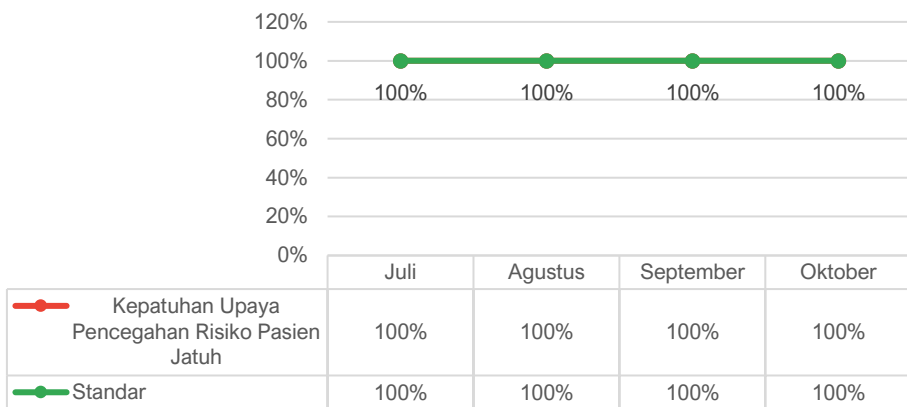 120%
100%
80%
60%
40%
20%
0%
100% 100% 100% 100%
Juli Agustus September Oktober
Kepatuhan Upaya
Pencegahan Risiko Pasien
Jatuh
100% 100% 100% 100%
Standar 100% 100% 100% 100%